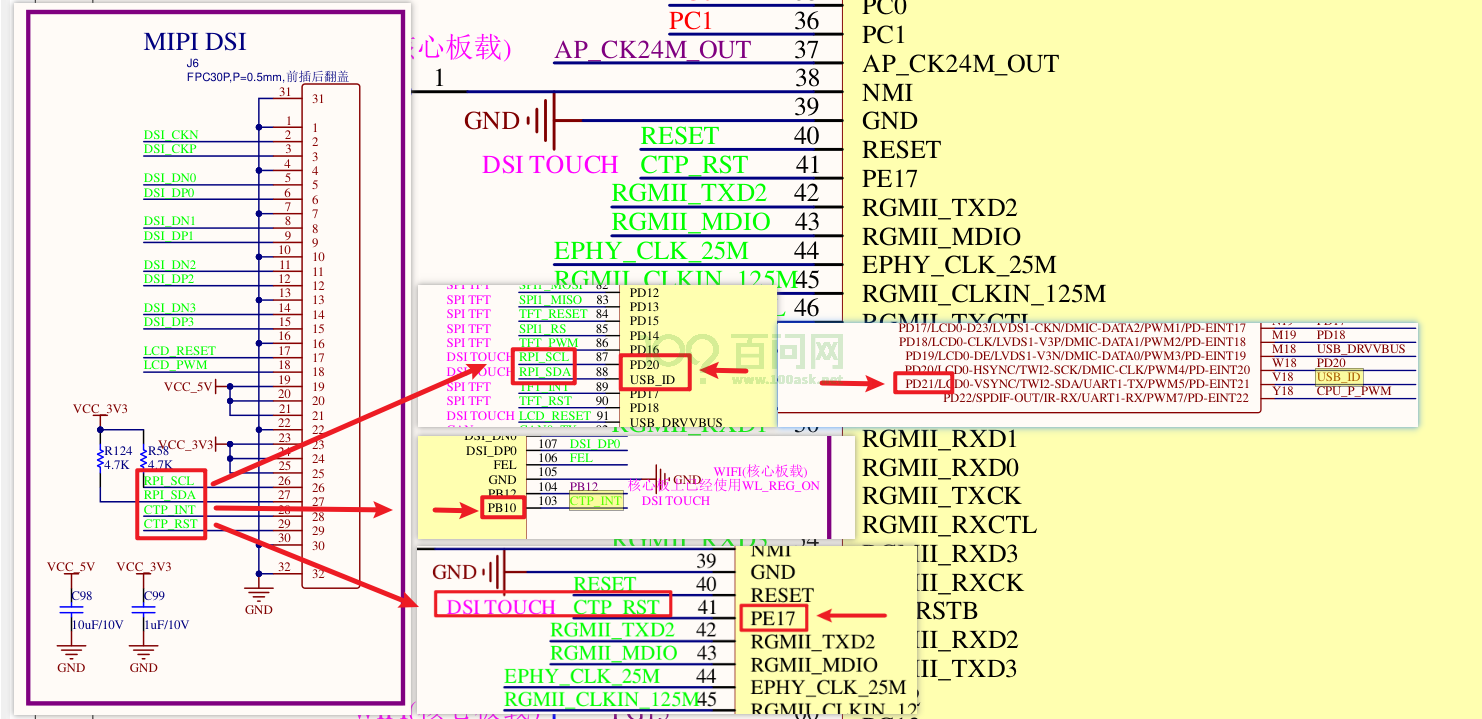 MIPI DSI
J6
FPC30P,P=0.5mm,前插后翻盖
31 31
1 1
DSI_CKN 2 2
DSI_CKP 3 3
4 4
DSI_DN0 5 5
DSI_DP0 6 6
7 7
DSI_DN1 8 8
DSI_DP1 9 9
10 10
DSI_DN2 11 11
DSI_DP2 12 12
13 13
DSI_DN3 14 14
DSI_DP3 15 15
16 16
LCD_RESET 17 17
LCD_PWM 18 18
VCC_5V 19 19
20 20
21 21
VCC_3V3 22 22
VCC_3V3 23 23
R124 R58 24 24
4.7K 4.7K 25 25
RPI_SCL 26 26
RPI_SDA 27 27
CTP_INT 28 28
CTP_RST 29 29
30 30
32 32
GND
VCC_5V VCC_3V3
C98 C99
10uF/10V 1uF/10V
GND GND
PC0
PC1 36 PC1
心板载) AP_CK24M_OUT 37 AP_CK24M_OUT
1 38 NMI
GND 39 GND
RESET 40 RESET
DSI TOUCH CTP_RST 41 PE17
RGMII_TXD2 42 RGMII_TXD2
RGMII_MDIO 43 RGMII_MDIO
EPHY_CLK_25M 44 EPHY_CLK_25M
RGMII_CLKIN_125M 45 RGMII_CLKIN_125M
46
SPI TFT SPI1_MOSI 82 PD12
SPI TFT SPI1_MISO 83 PD13
SPI TFT TFT_RESET 84 PD15
SPI TFT SPI1_RS 85 PD14
SPI TFT TFT_PWM 86 PD16
DSI TOUCH RPI_SCL 87 PD20
DSI TOUCH RPI_SDA 88 USB_ID
SPI TFT TFT_INT 89 PD17
SPI TFT TFT_RST 90 PD18
DSI TOUCH LCD_RESET 91 USB_DRVVBUS
百问网
www.100ask.net
PD17/LCD0-D23/LVDS1-CKN/DMIC-DATA2/PWM1/PD-EINT17
PD18/LCD0-CLK/LVDS1-V3P/DMIC-DATA1/PWM2/PD-EINT18 M19 PD18
PD19/LCD0-DE/LVDS1-V3N/DMIC-DATA0/PWM3/PD-EINT19 M18 USB_DRVVBUS
PD20/LCD0-HSYNC/TWI2-SCK/DMIC-CLK/PWM4/PD-EINT20 W18 PD20
PD21/LCD0-VSYNC/TWI2-SDA/UART1-TX/PWM5/PD-EINT21 V18 USB_ID
PD22/SPDIF-OUT/IR-RX/UART1-RX/PWM7/PD-EINT22 Y18 CPU_P_PWM
RGMII_RXD1
RGMII_RXD0
RGMII_TXCK
RGMII_RXCTL
DSI_DN0
DSI_DP0 107 DSI_DP0
FEL 106 FEL
GND 105 GND
PB12 104 PB12
PB10 103 CTP_INT DSI TOUCH
WIFI(核心板载)
核心板上已经使用WL_REG_ON
NMI
GND 39 GND
RESET 40 RESET
DSI TOUCH CTP_RST 41 PE17
RGMII_TXD2 42 RGMII_TXD2
RGMII_MDIO 43 RGMII_MDIO
EPHY_CLK_25M 44 EPHY_CLK_25M
RGMII_CLKIN_125M 45
II_RXD3
II_RXCK
RSTB
II_RXD2
II_TXD3